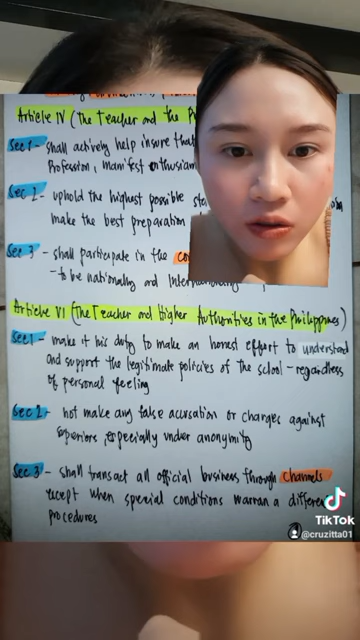 Article IV (The Teacher and the
Sec 1 - shall actively help insure that
Profession, manifest enthusiasm
Sec 2 - uphold the highest possible
make the best preparation
Sec 3 - shall participate in the
- to be nationally and
Article VI (The Teacher and Higher Authorities in the Philippines)
Sec 1 - make it his duty to make an honest effort to understand
and support the legitimate policies of the school - regardless
of personal feeling
Sec 2 - not make any false accusation or charges against
superiors, especially under anonymity
Sec 3 - shall transact all official business through channels
except when special conditions warran a different
procedures
TikTok
@cruzitta01